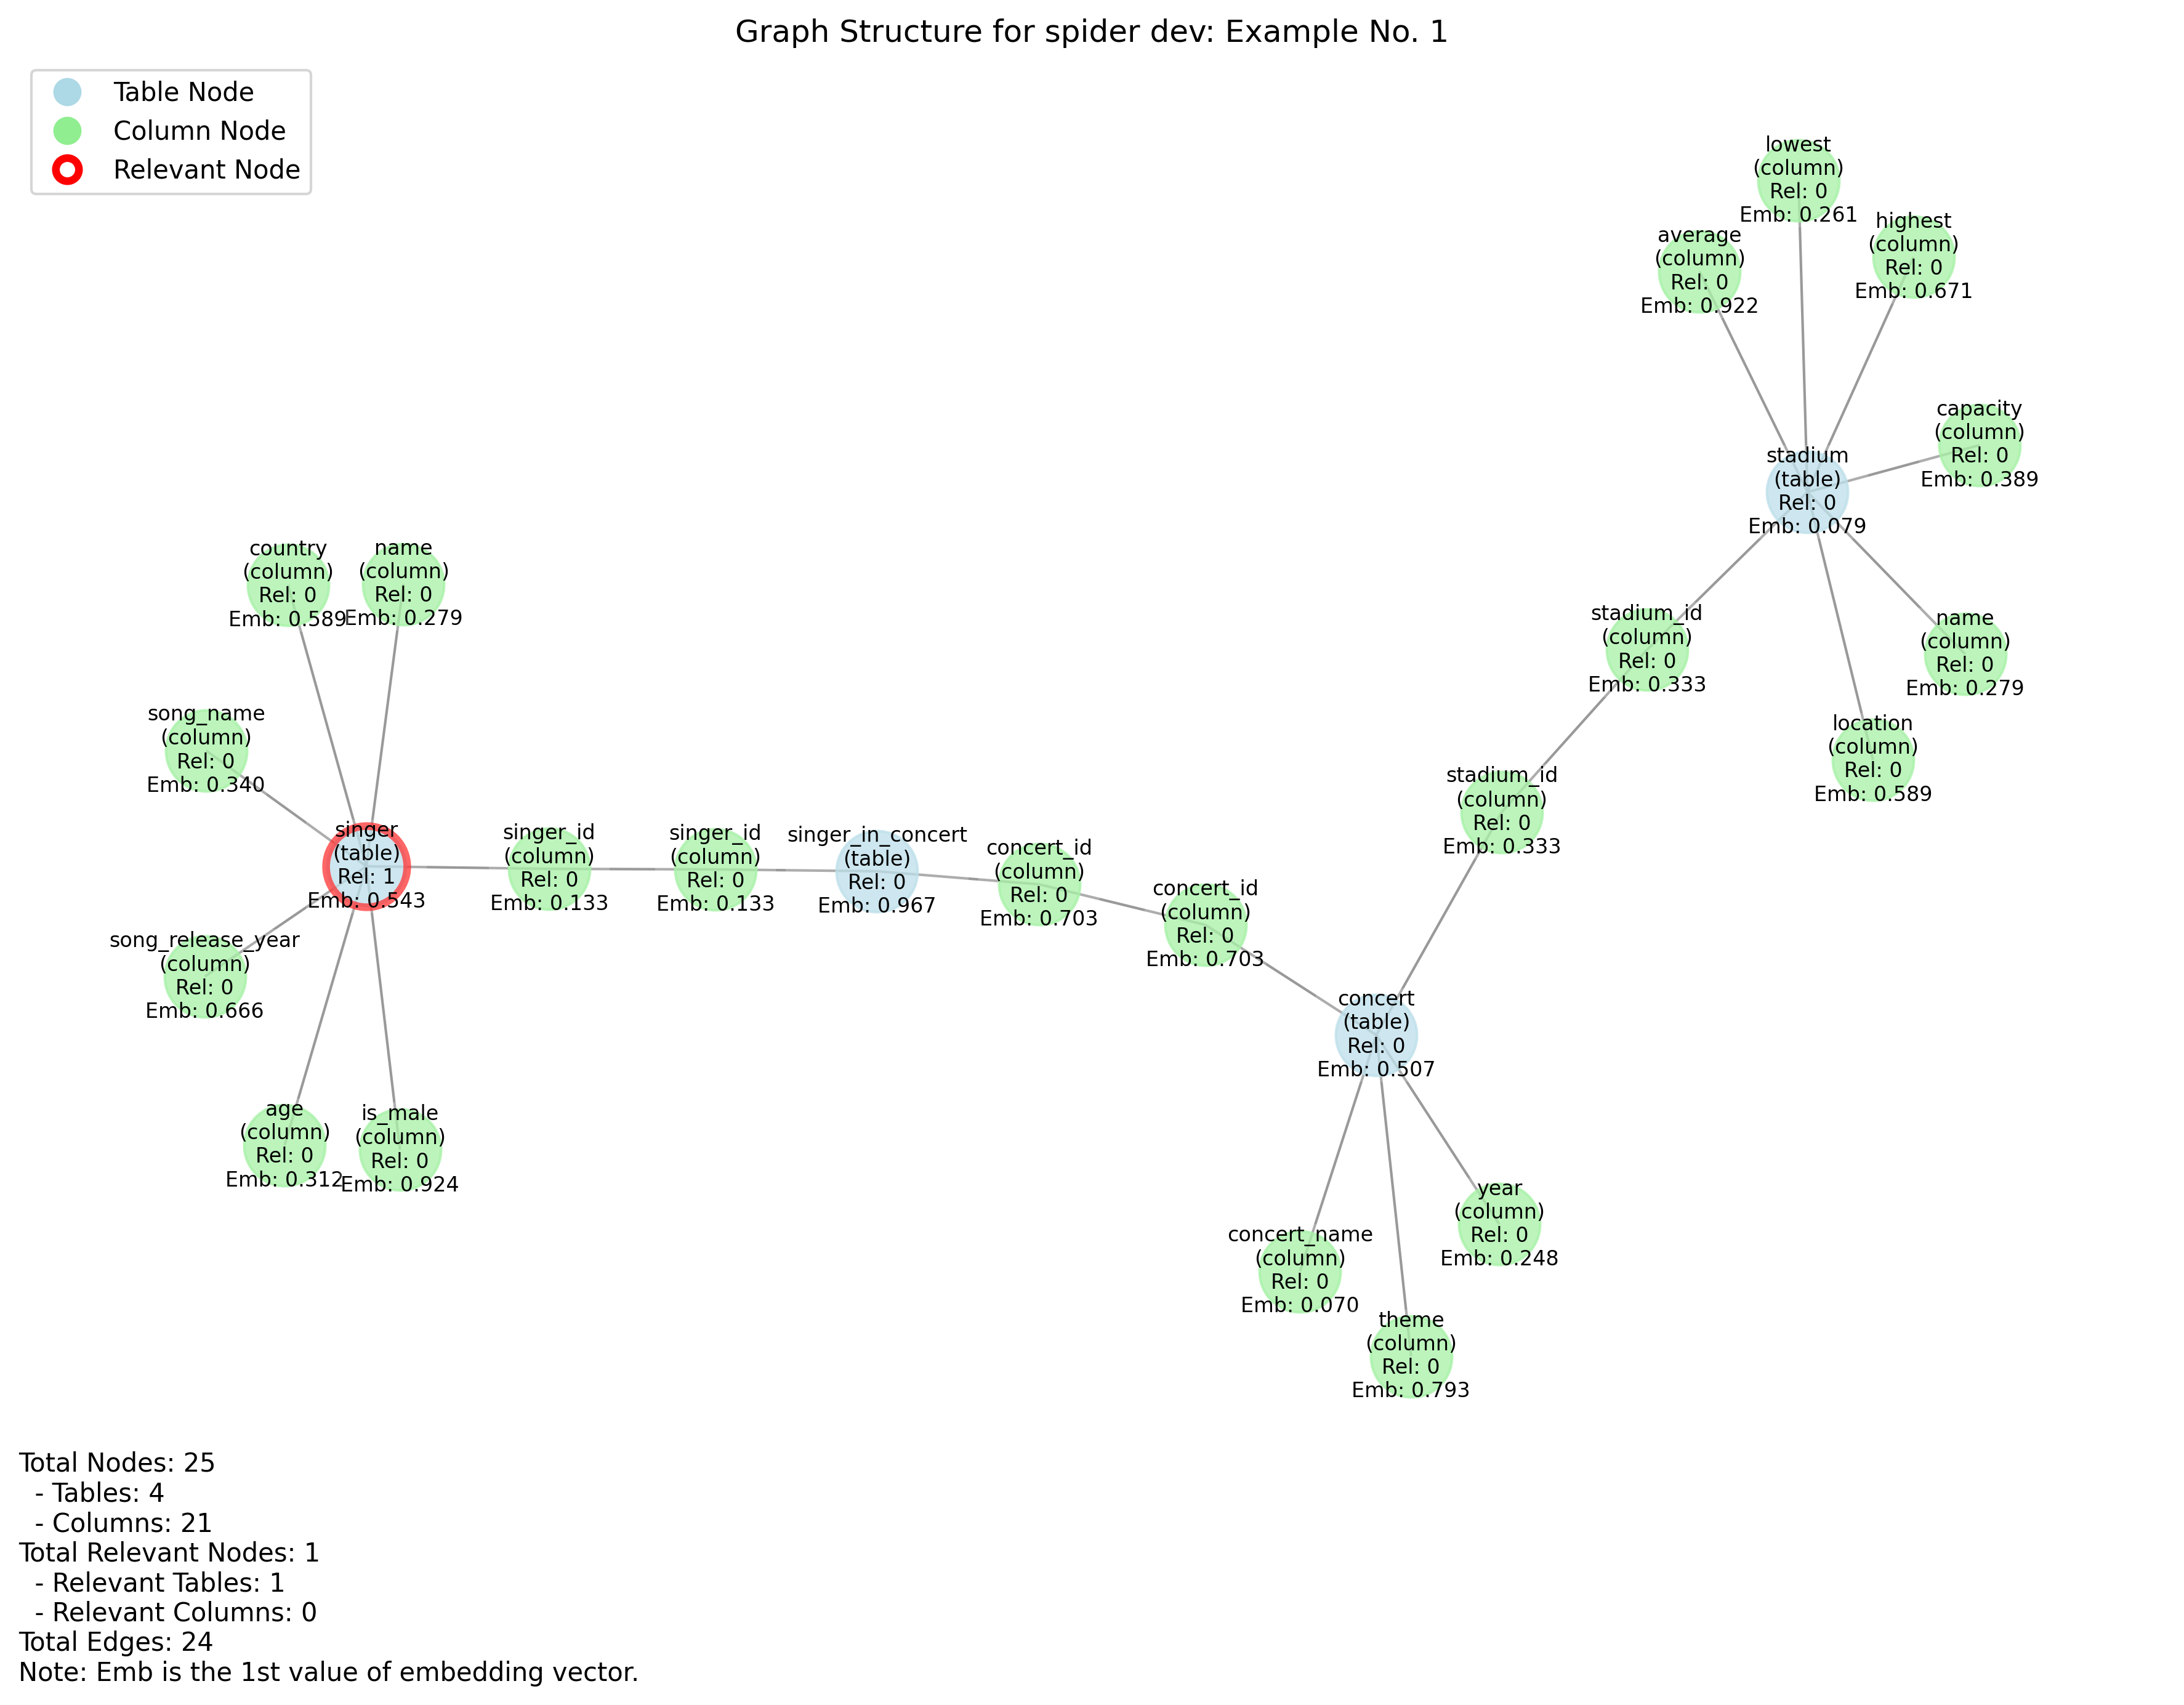 Graph Structure for spider dev: Example No. 1
Table Node
Column Node
Relevant Node
lowest
(column)
Rel: 0
Emb: 0.261
highest
(column)
Rel: 0
Emb: 0.671
average
(column)
Rel: 0
Emb: 0.922
capacity
(column)
Rel: 0
Emb: 0.389
stadium
(table)
Rel: 0
Emb: 0.079
country
(column)
Rel: 0
Emb: 0.589
name
(column)
Rel: 0
Emb: 0.279
stadium_id
(column)
Rel: 0
Emb: 0.333
name
(column)
Rel: 0
Emb: 0.279
song_name
(column)
Rel: 0
Emb: 0.340
location
(column)
Rel: 0
Emb: 0.589
stadium_id
(column)
Rel: 0
Emb: 0.333
singer
(table)
Rel: 1
Emb: 0.543
singer_id
(column)
Rel: 0
Emb: 0.133
singer_id
(column)
Rel: 0
Emb: 0.133
singer_in_concert
(table)
Rel: 0
Emb: 0.967
concert_id
(column)
Rel: 0
Emb: 0.703
concert_id
(column)
Rel: 0
Emb: 0.703
song_release_year
(column)
Rel: 0
Emb: 0.666
concert
(table)
Rel: 0
Emb: 0.507
age
(column)
Rel: 0
Emb: 0.312
is_male
(column)
Rel: 0
Emb: 0.924
year
(column)
Rel: 0
Emb: 0.248
concert_name
(column)
Rel: 0
Emb: 0.070
theme
(column)
Rel: 0
Emb: 0.793
Total Nodes: 25
- Tables: 4
- Columns: 21
Total Relevant Nodes: 1
- Relevant Tables: 1
- Relevant Columns: 0
Total Edges: 24
Note: Emb is the 1st value of embedding vector.